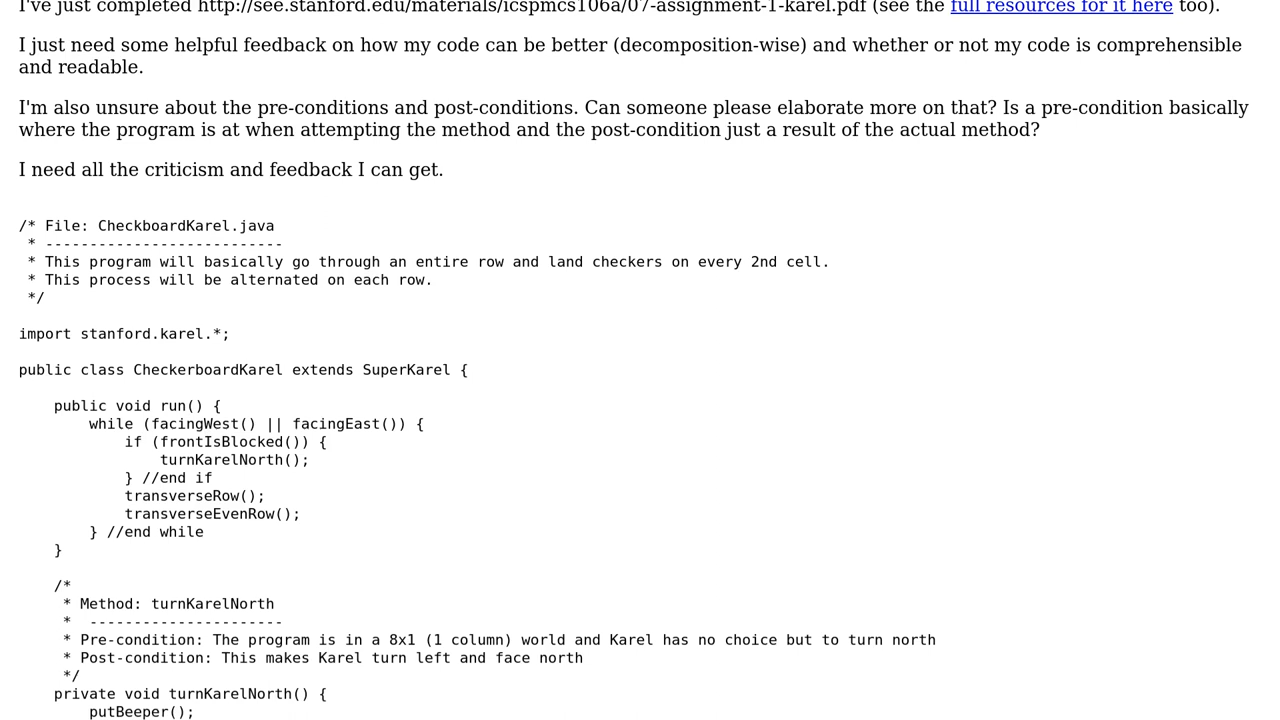 I've just completed http://see.stanford.edu/materials/icspmcs106a/07-assignment-1-karel.pdf (see the full resources for it here too).
I just need some helpful feedback on how my code can be better (decomposition-wise) and whether or not my code is comprehensible
and readable.
I'm also unsure about the pre-conditions and post-conditions. Can someone please elaborate more on that? Is a pre-condition basically
where the program is at when attempting the method and the post-condition just a result of the actual method?
I need all the criticism and feedback I can get.
/* File: CheckboardKarel.java
 * ---------------------------
 * This program will basically go through an entire row and land checkers on every 2nd cell.
 * This process will be alternated on each row.
 */
import stanford.karel.*;
public class CheckerboardKarel extends SuperKarel {
    public void run() {
        while (facingWest() || facingEast()) {
            if (frontIsBlocked()) {
                turnKarelNorth();
            } //end if
            transverseRow();
            transverseEvenRow();
        } //end while
    }
    /*
     * Method: turnKarelNorth
     *  ----------------------
     * Pre-condition: The program is in a 8x1 (1 column) world and Karel has no choice but to turn north
     * Post-condition: This makes Karel turn left and face north
     */
    private void turnKarelNorth() {
        putBeeper();